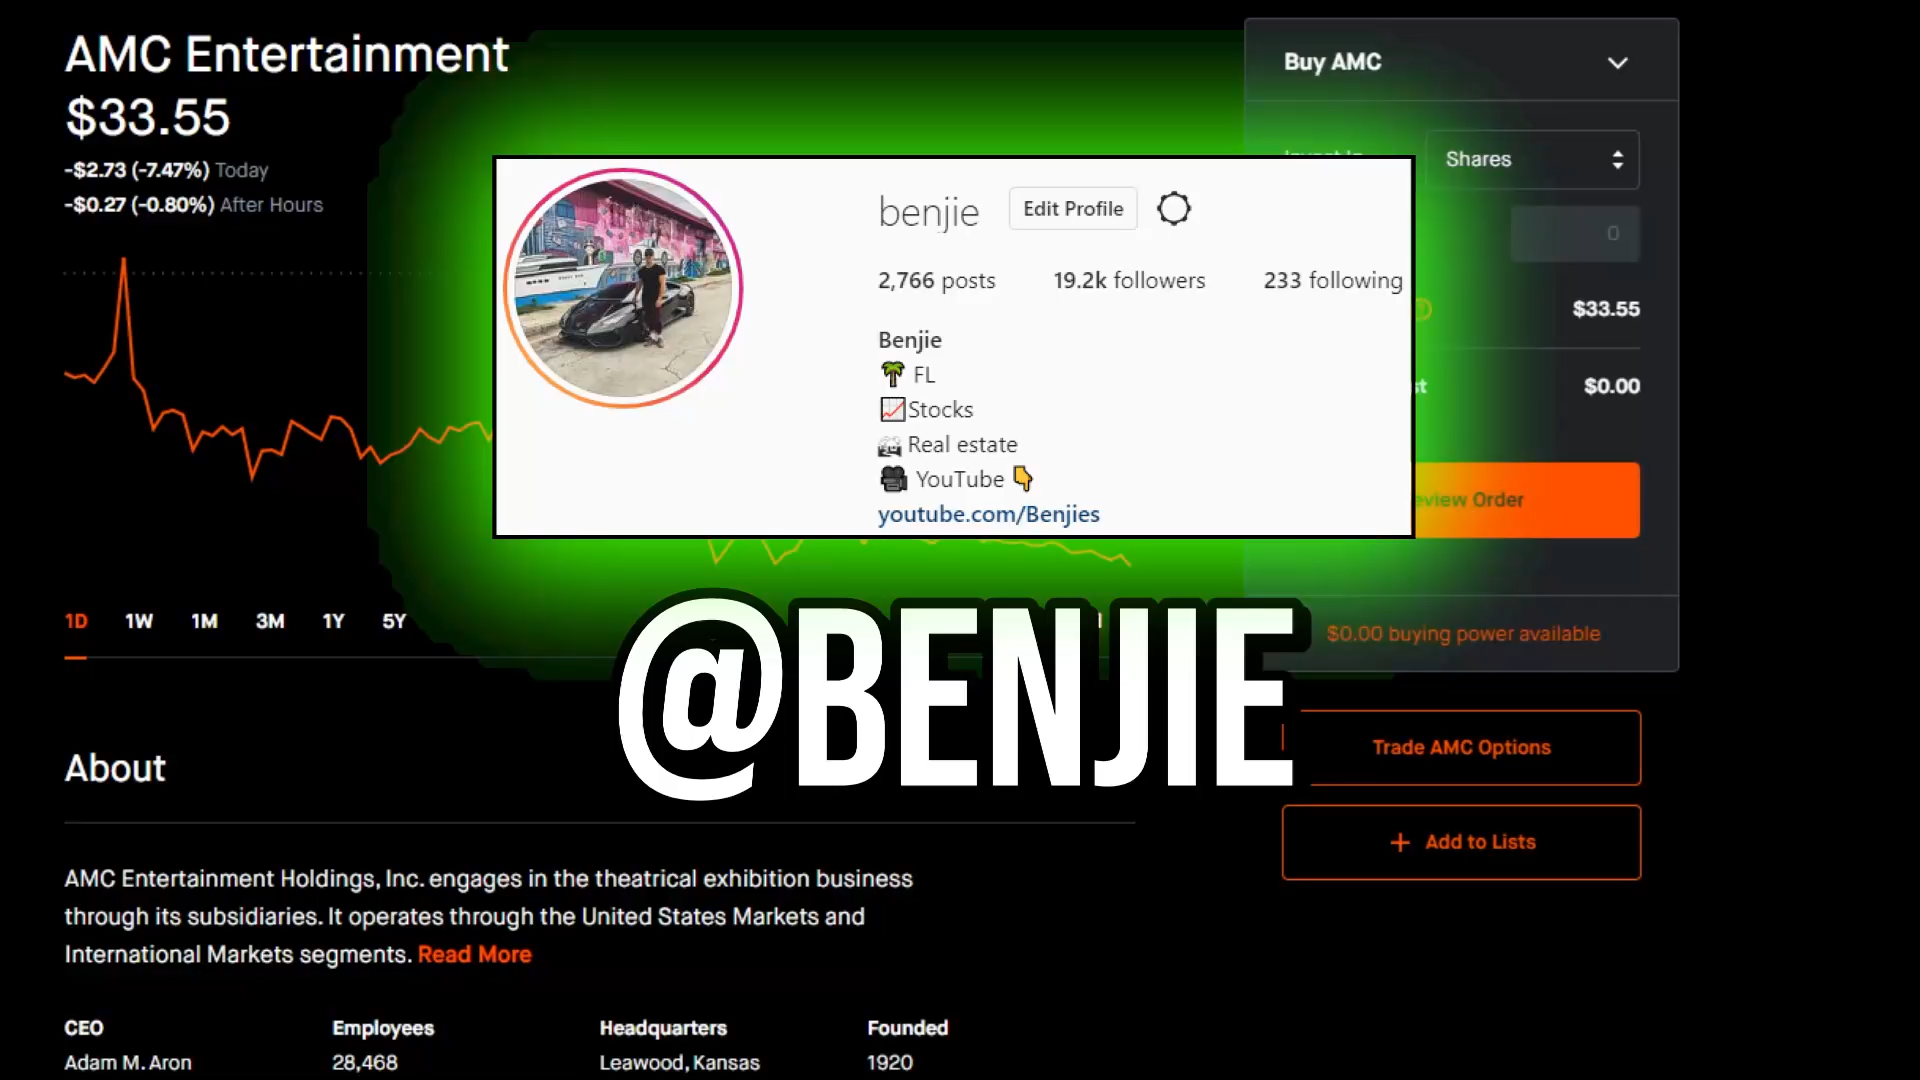 AMC Entertainment
$33.55
-$2.73 (-7.47%) Today
-$0.27 (-0.80%) After Hours
Buy AMC
Shares
0
$33.55
$0.00
Order
$0.00 buying power available
benjie
Edit Profile
2,766 posts
19.2k followers
233 following
Benjie
FL
Stocks
Real estate
YouTube
youtube.com/Benjies
1D
1W
1M
3M
1Y
5Y
@BENJIE
Trade AMC Options
+ Add to Lists
About
AMC Entertainment Holdings, Inc. engages in the theatrical exhibition business
through its subsidiaries. It operates through the United States Markets and
International Markets segments. Read More
CEO
Adam M. Aron
Employees
28,468
Headquarters
Leawood, Kansas
Founded
1920